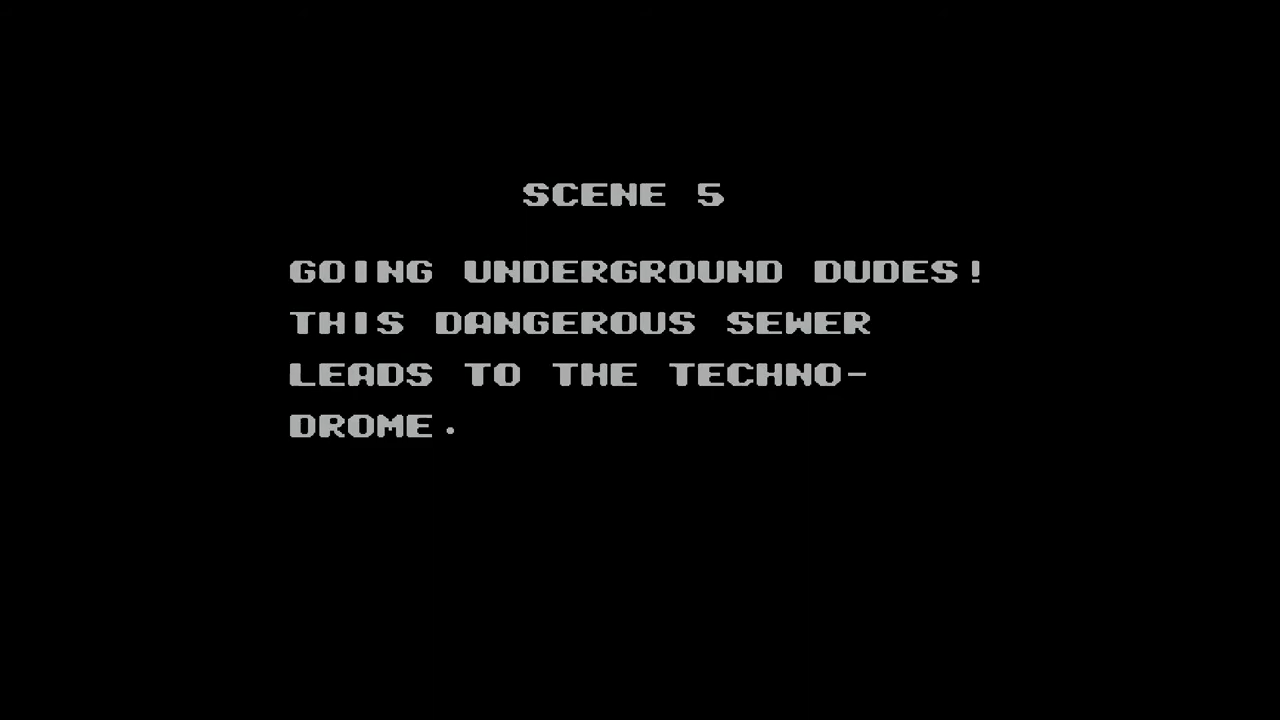 SCENE 5
GOING UNDERGROUND DUDES!
THIS DANGEROUS SEWER
LEADS TO THE TECHNO-
DROME.